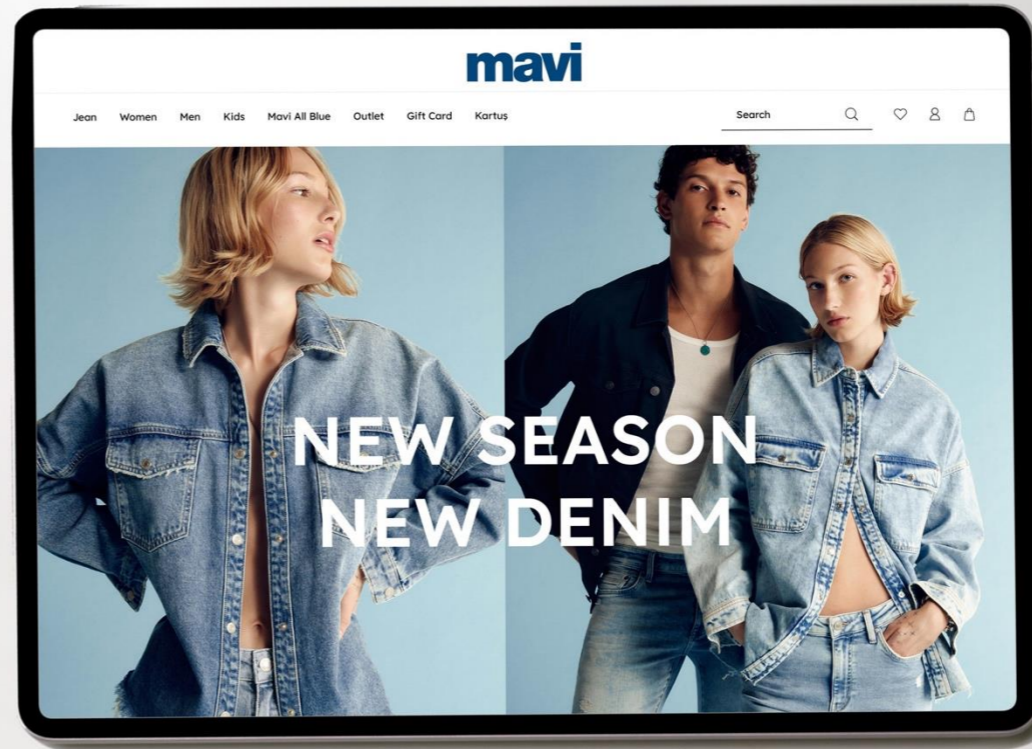 mavi
Jean Women Men Kids Mavi All Blue Outlet Gift Card Kartuş Search
NEW SEASON
NEW DENIM